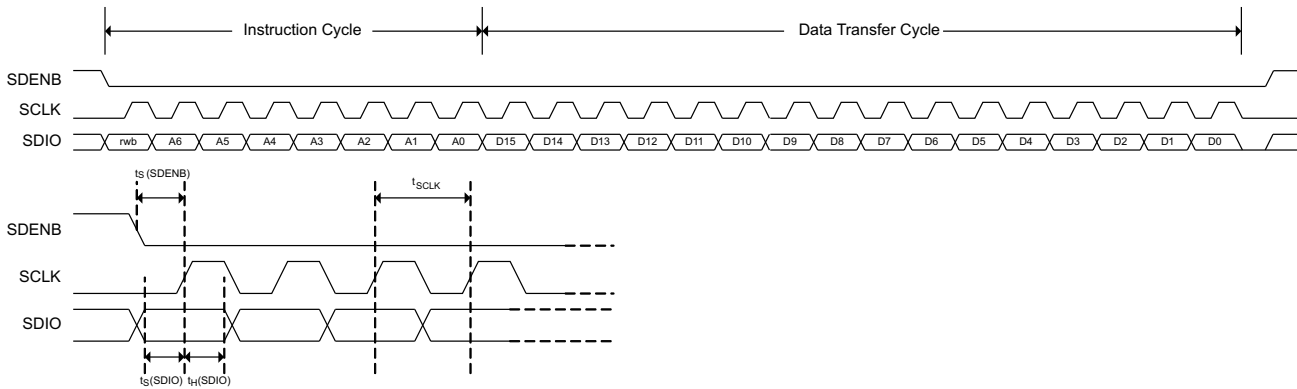 Instruction Cycle
Data Transfer Cycle
SDENB
SCLK
SDIO
rwb A6 A5 A4 A3 A2 A1 A0 D15 D14 D13 D12 D11 D10 D9 D8 D7 D6 D5 D4 D3 D2 D1 D0
tS (SDENB)
tSCLK
SDENB
SCLK
SDIO
tS(SDIO) tH(SDIO)